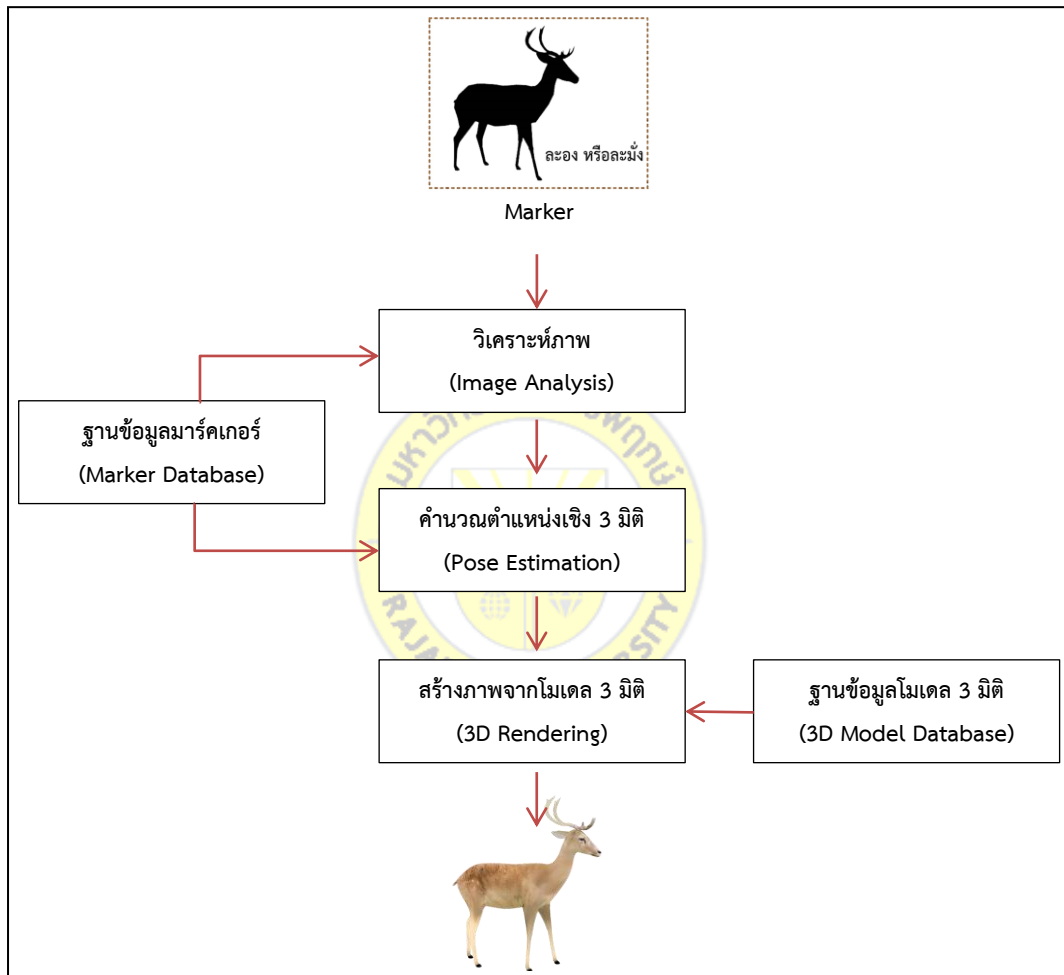 ละอง หรือละมั่ง
Marker
วิเคราะห์ภาพ
(Image Analysis)
ฐานข้อมูลมาร์คเกอร์
(Marker Database)
คำนวณตำแหน่งเชิง 3 มิติ
(Pose Estimation)
สร้างภาพจากโมเดล 3 มิติ
(3D Rendering)
ฐานข้อมูลโมเดล 3 มิติ
(3D Model Database)